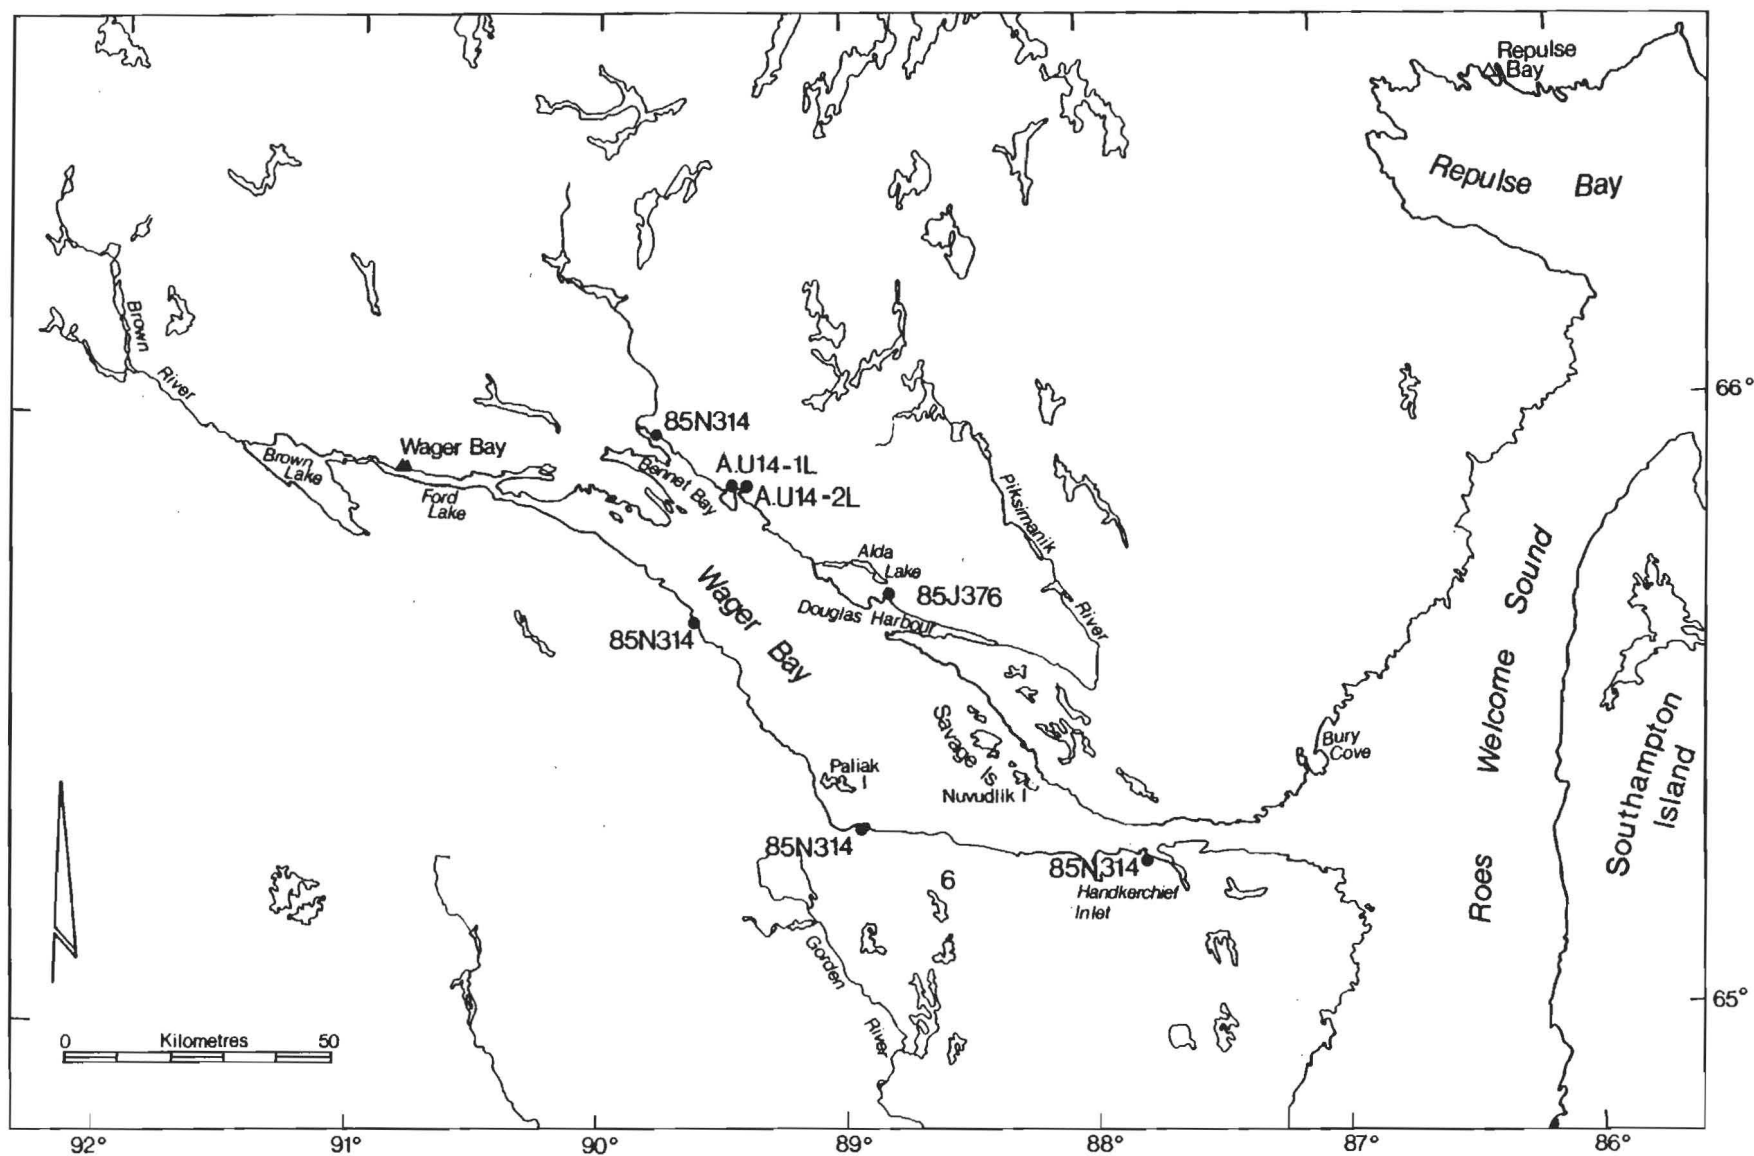 Repulse
Bay
Repulse Bay
Brown
River
66°
85N314
Wager Bay
Brown
Lake
Bennet Bay
A.U14-1L
A.U14-2L
Ford
Lake
Piksimanik
River
Alda
Lake
85J376
Douglas Harbour
Wager Bay
85N314
Roes Welcome Sound
Southampton
Island
Savage Is
Bury
Cove
Paliak
I
Nuvudlik I
85N314
85N314
Handkerchief
Inlet
6
Gorden
River
65°
0 Kilometres 50
92° 91° 90° 89° 88° 87° 86°